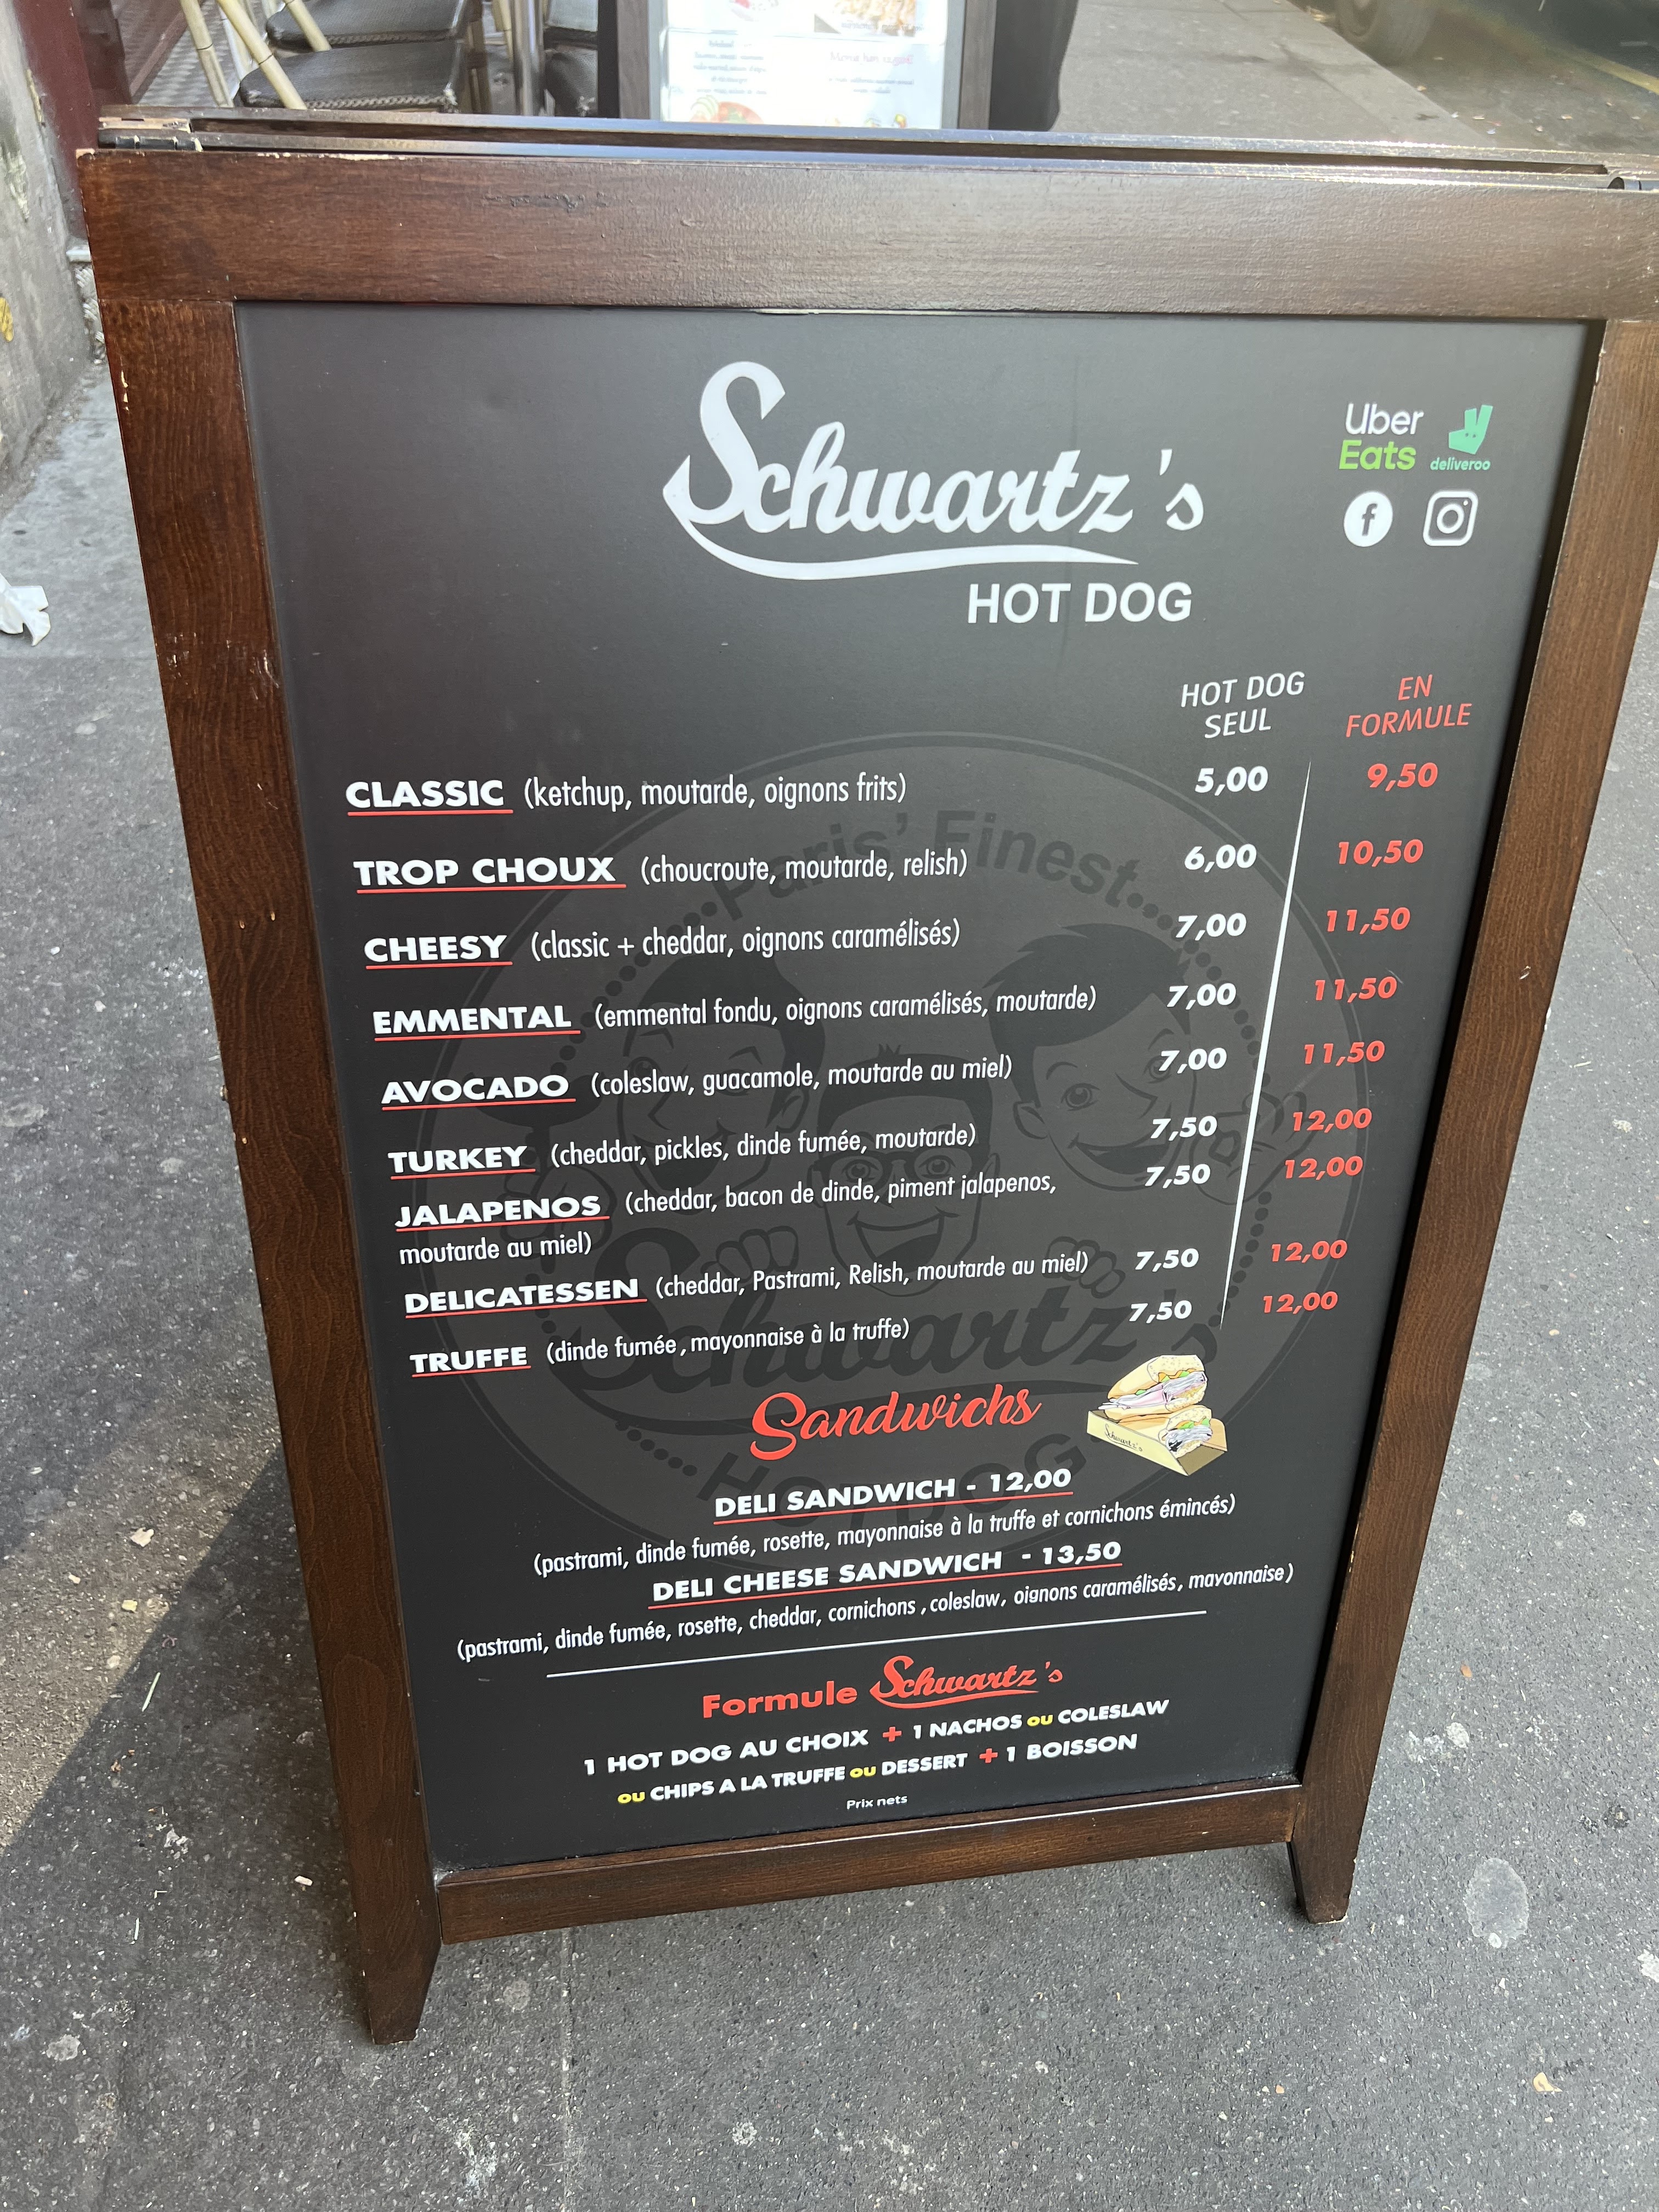 Schwartz's
HOT DOG
Uber
Eats
deliveroo
HOT DOG
SEUL
EN
FORMULE
CLASSIC (ketchup, moutarde, oignons frits) 5,00 9,50
TROP CHOUX (choucroute, moutarde, relish) 6,00 10,50
CHEESY (classic + cheddar, oignons caramélisés) 7,00 11,50
EMMENTAL (emmental fondu, oignons caramélisés, moutarde) 7,00 11,50
AVOCADO (coleslaw, guacamole, moutarde au miel) 7,00 11,50
TURKEY (cheddar, pickles, dinde fumée, moutarde) 7,50 12,00
JALAPENOS (cheddar, bacon de dinde, piment jalapenos, 7,50 12,00
moutarde au miel)
DELICATESSEN (cheddar, Pastrami, Relish, moutarde au miel) 7,50 12,00
TRUFFE (dinde fumée, mayonnaise à la truffe) 7,50 12,00
Paris' Finest
Schwartz's
HOT DOG
Sandwichs
Schwartz's
DELI SANDWICH - 12,00
(pastrami, dinde fumée, rosette, mayonnaise à la truffe et cornichons émincés)
DELI CHEESE SANDWICH - 13,50
(pastrami, dinde fumée, rosette, cheddar, cornichons, coleslaw, oignons caramélisés, mayonnaise)
Formule Schwartz's
1 HOT DOG AU CHOIX + 1 NACHOS OU COLESLAW
OU CHIPS A LA TRUFFE OU DESSERT + 1 BOISSON
Prix nets